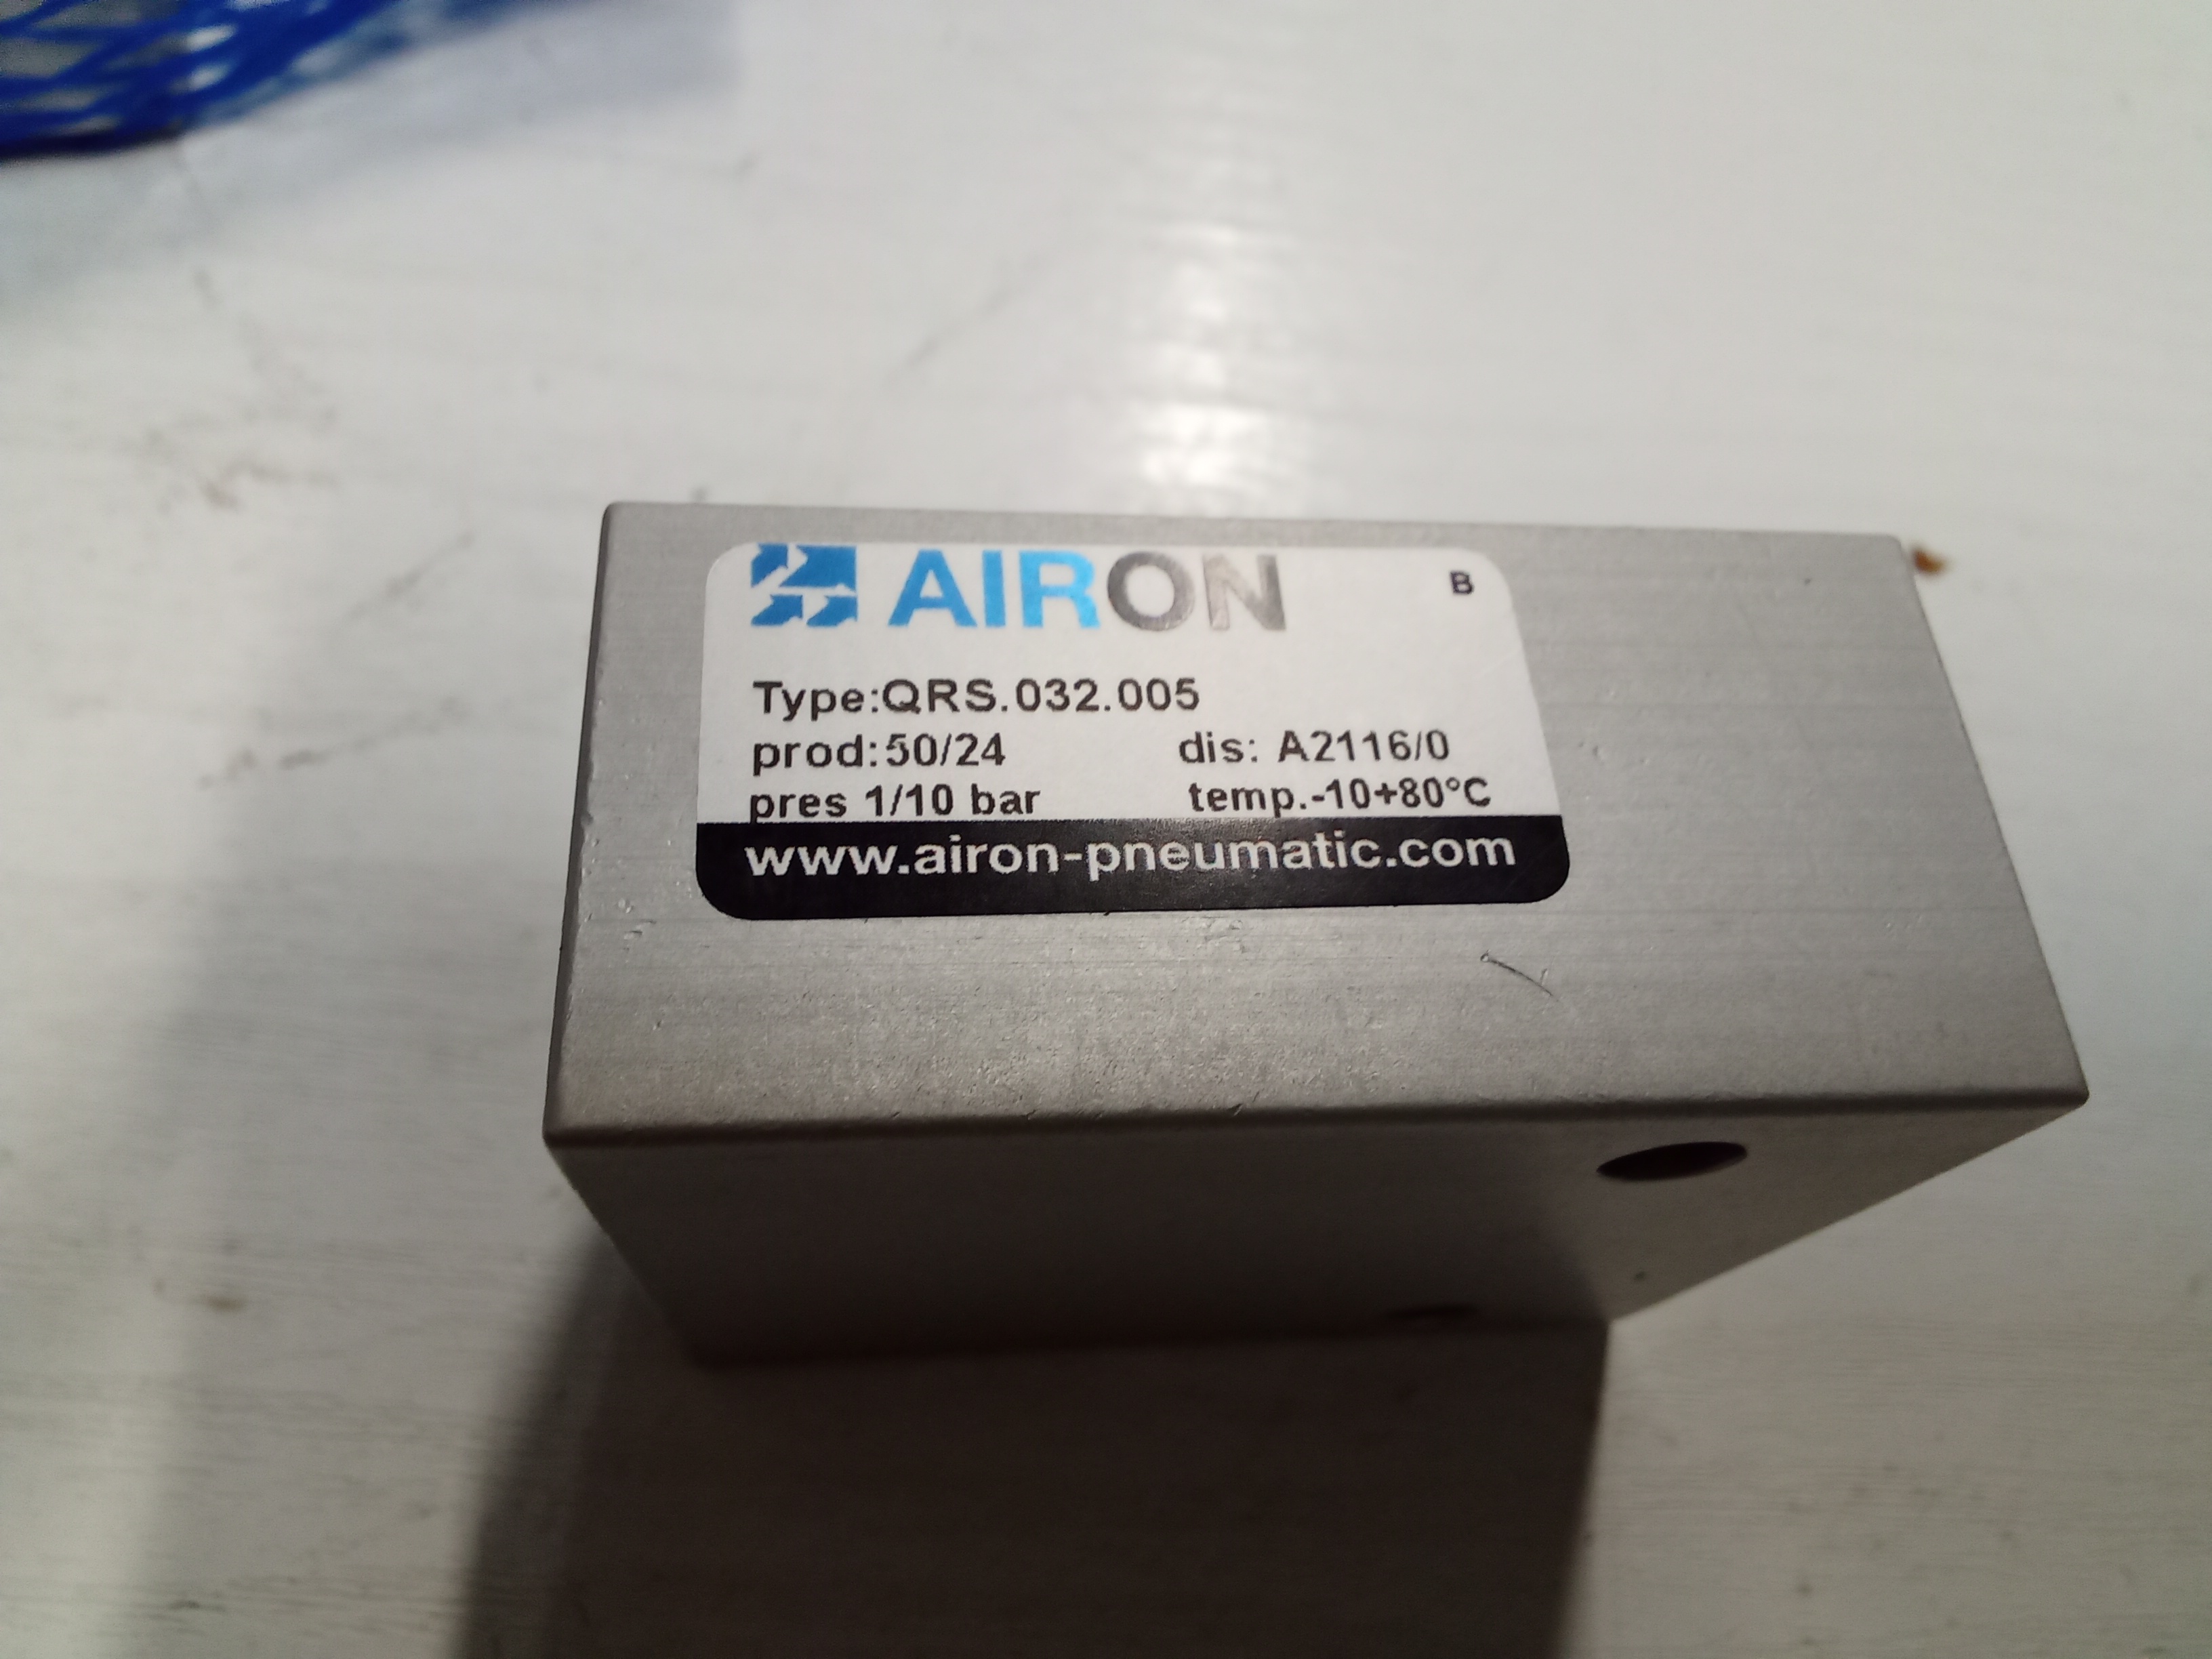 AIRON B
Type:QRS.032.005
prod:50/24 dis: A2116/0
pres 1/10 bar temp.-10+80°C
www.airon-pneumatic.com